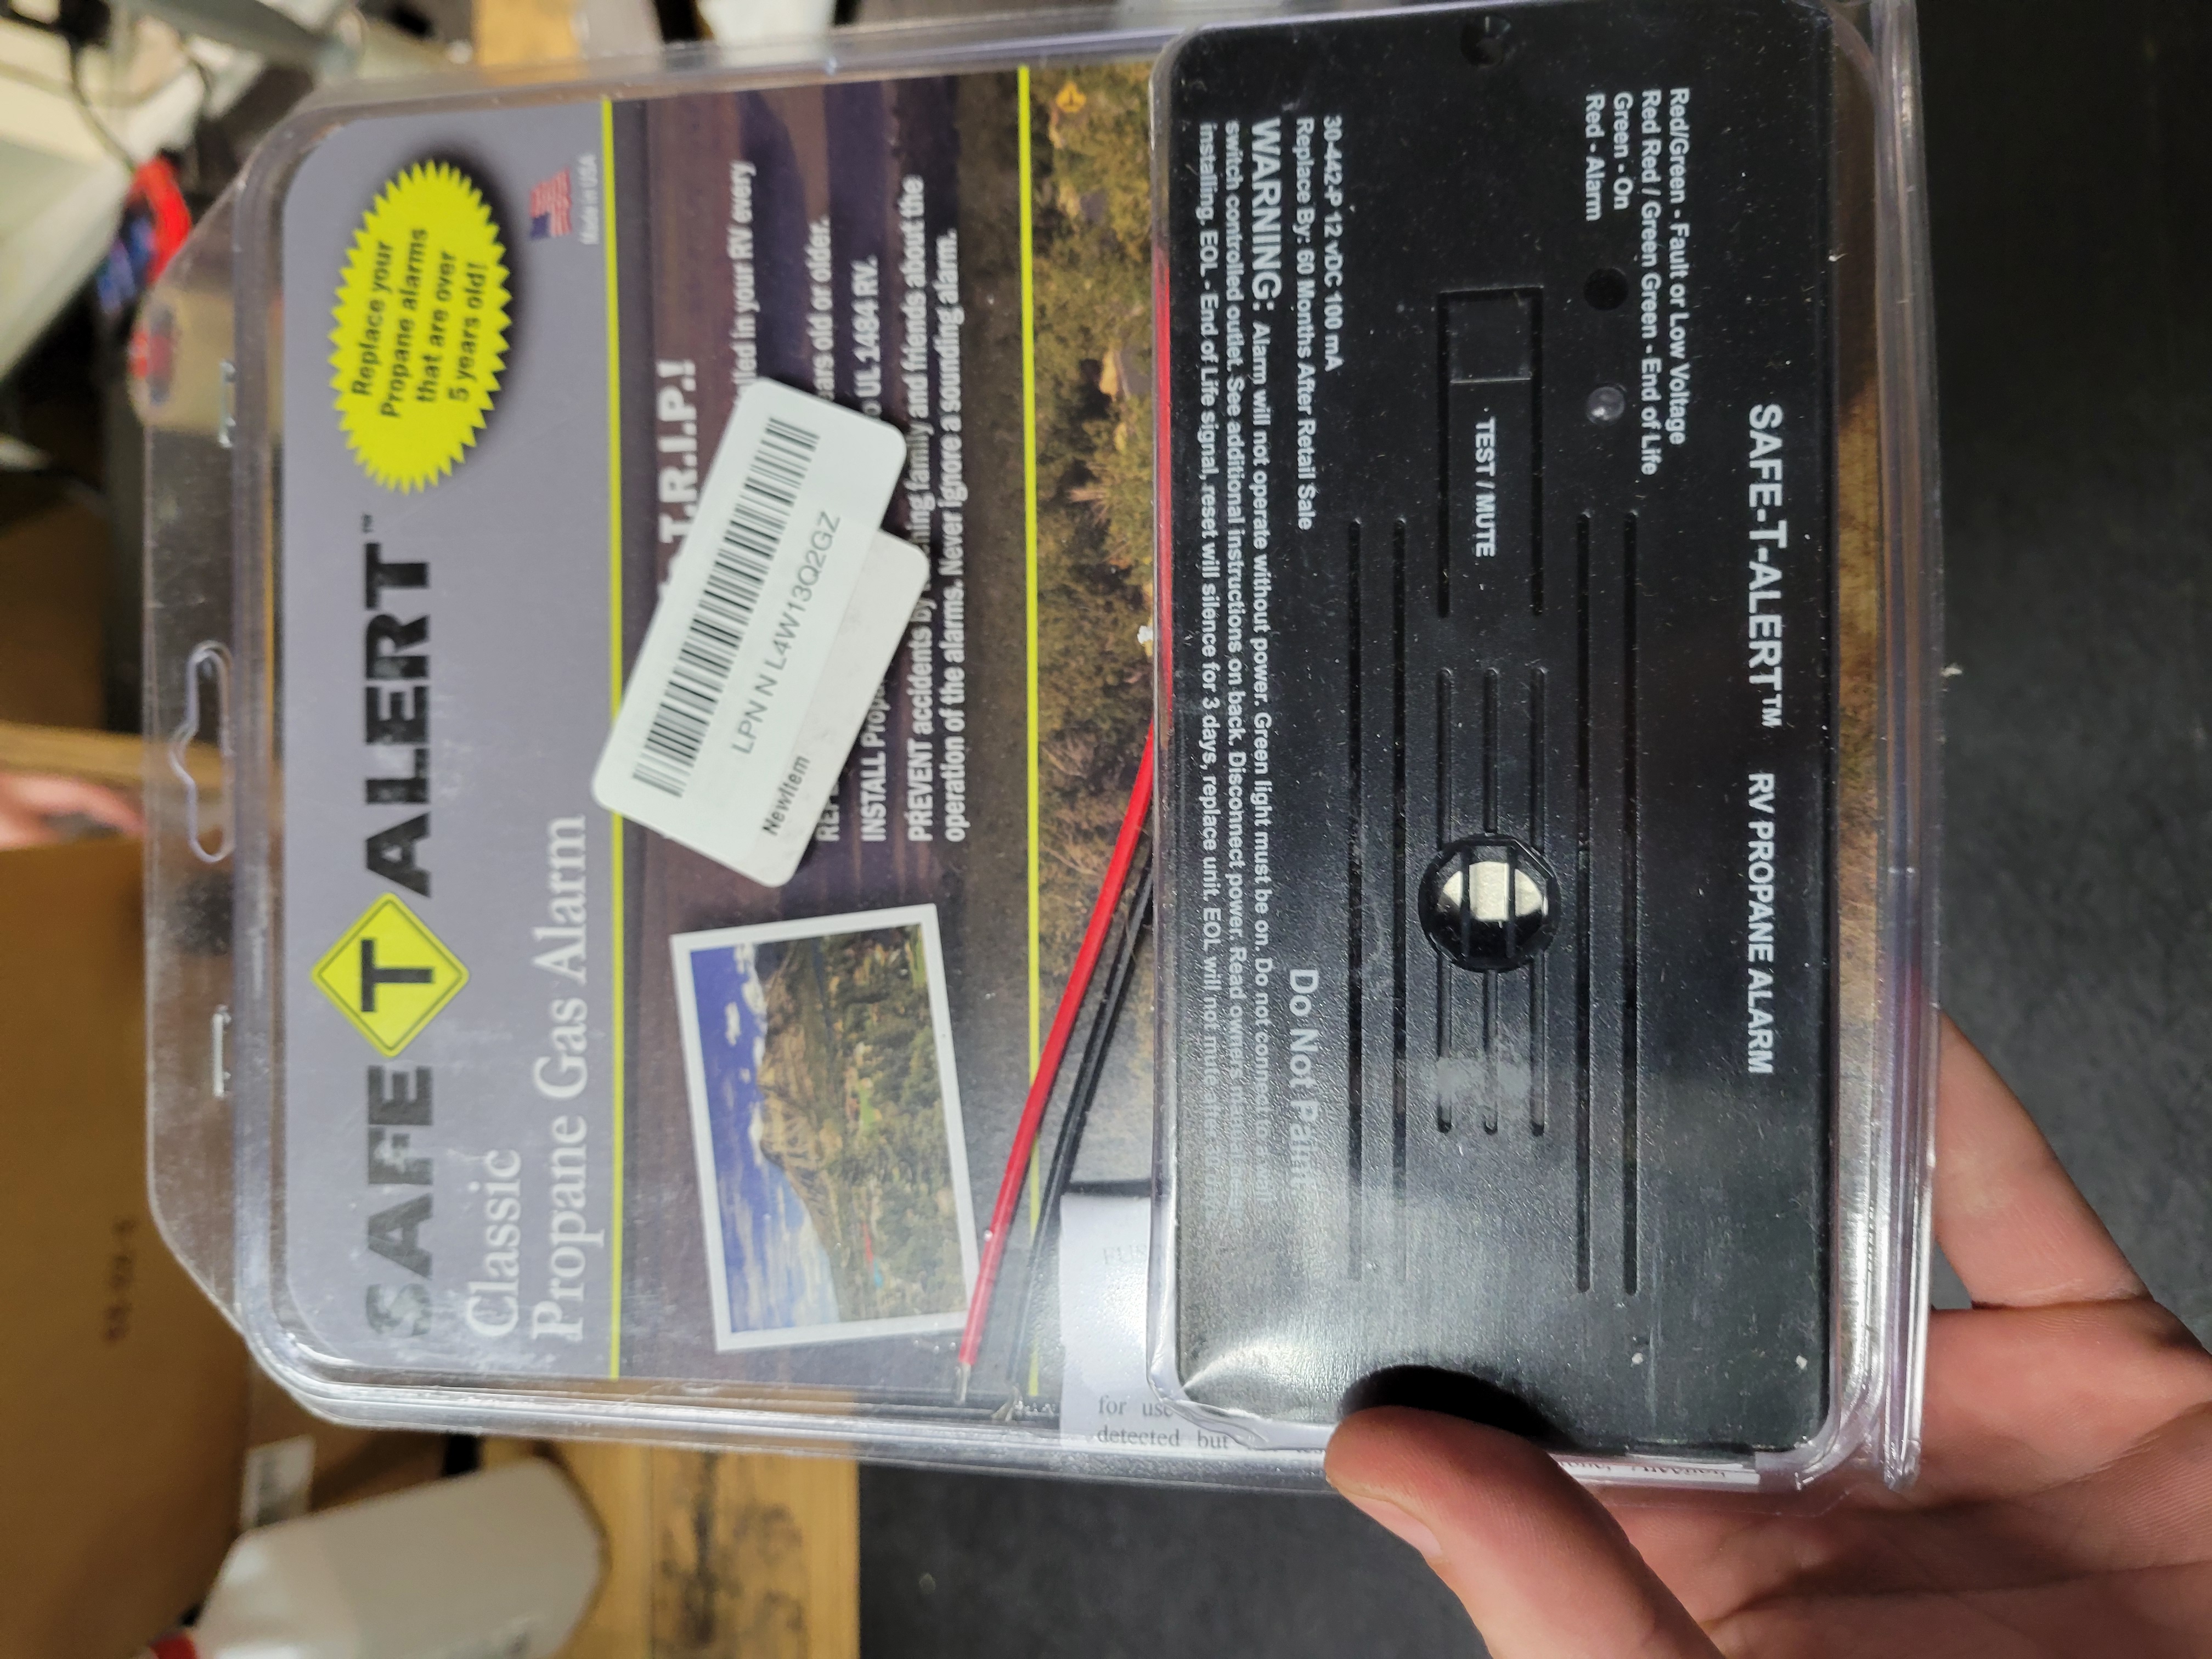 Replace your
Propane alarms
that are over
5 years old!
SAFE T ALERT™
Classic
Propane Gas Alarm
Made in USA
T.R.I.P.!
in your RV every
ears old or older.
INSTALL Prop
to UL 1484 RV.
PREVENT accidents by
family and friends about the
operation of the alarms. Never ignore a sounding alarm.
LPN N L4W13Q2GZ
NewItem
for use
detected but
SAFE-T-ALERT™ RV PROPANE ALARM
Red/Green - Fault or Low Voltage
Red Red / Green Green - End of Life
Green - On
Red - Alarm
TEST / MUTE
30-442-P 12 vDC 100 mA
Replace By: 60 Months After Retail Sale
Do Not Paint
WARNING: Alarm will not operate without power. Green light must be on. Do not connect to a wall
switch controlled outlet. See additional instructions on back. Disconnect power. Read owners manual
installing. EOL - End of Life signal, reset will silence for 3 days, replace unit. EOL will not mute after